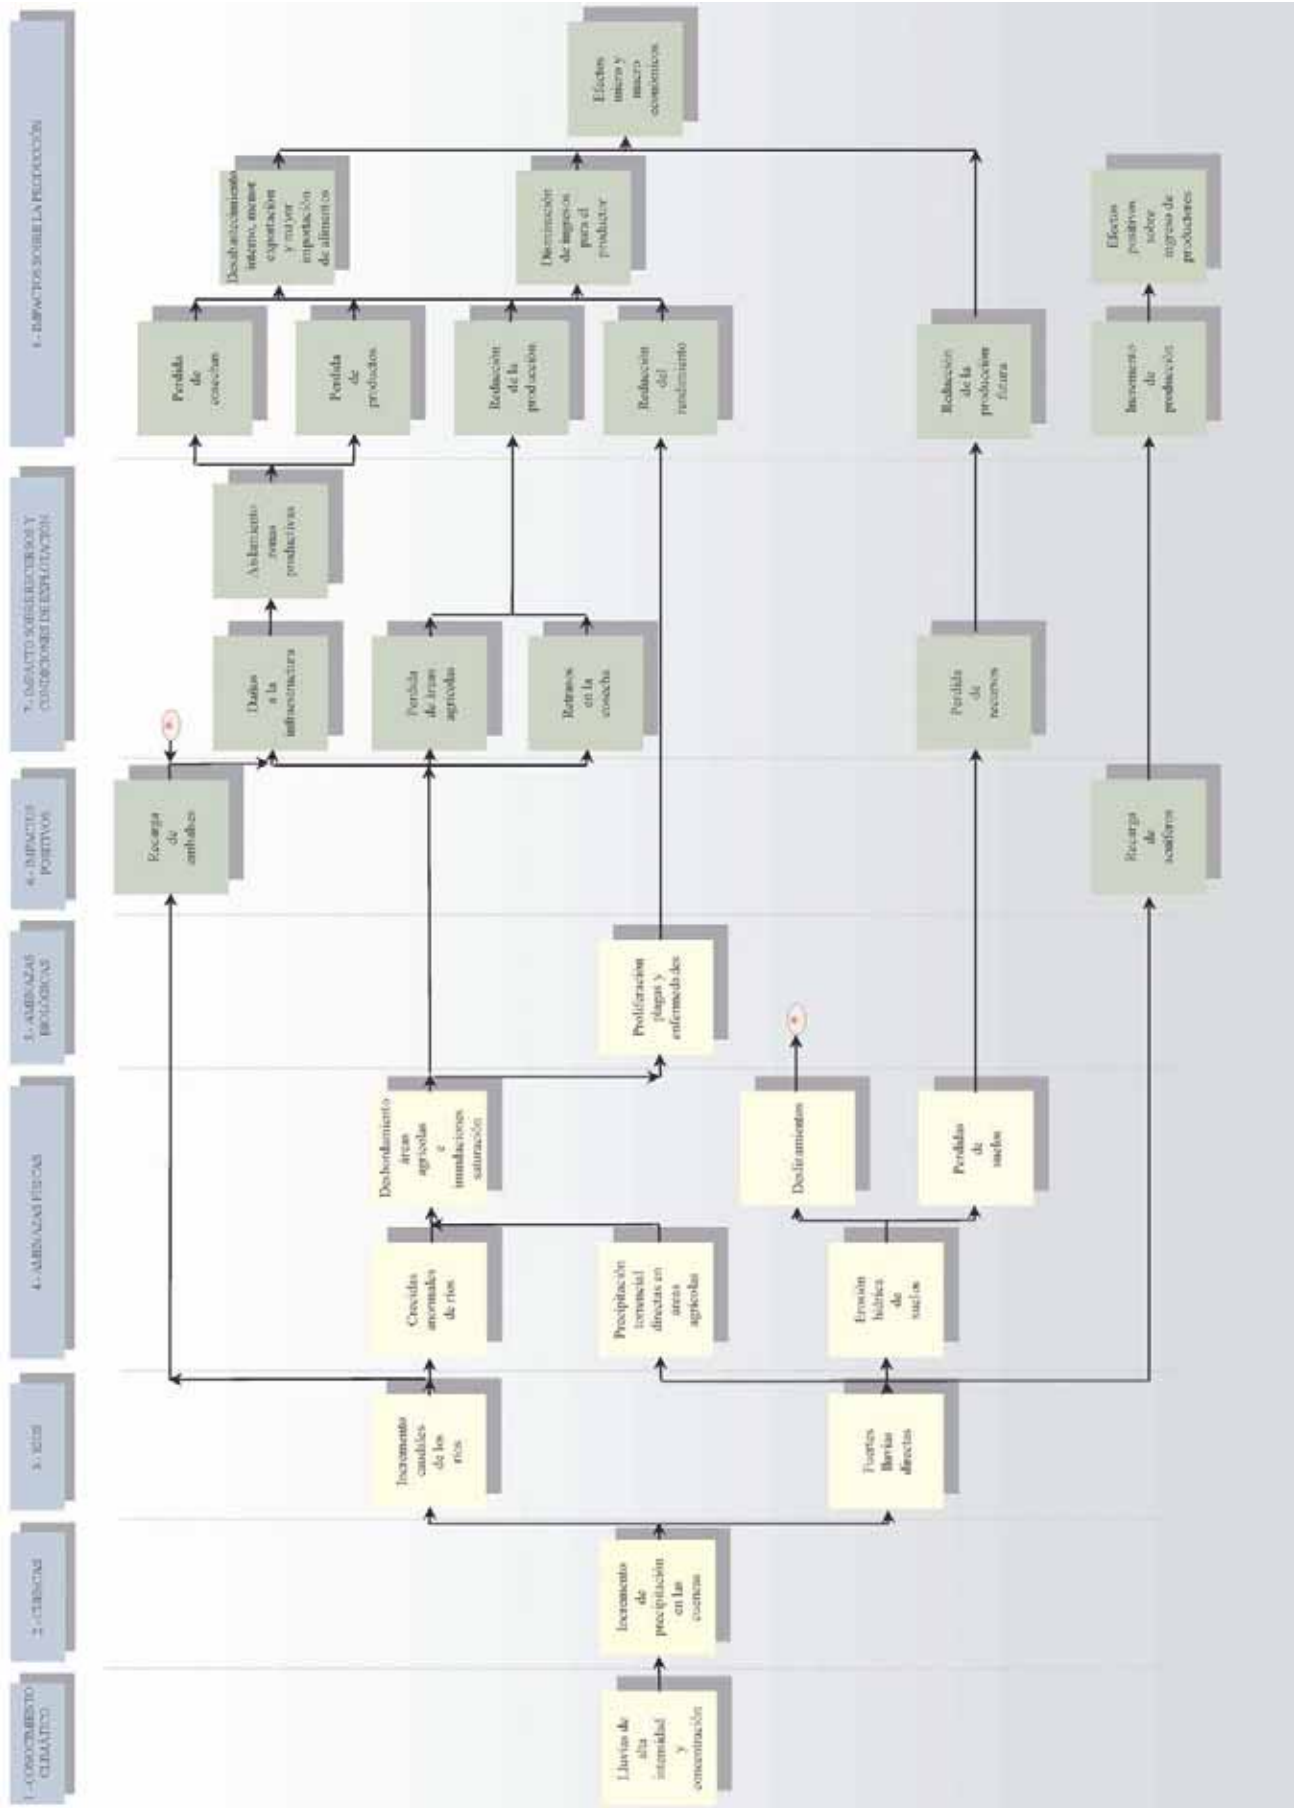 1 - CONOCIMIENTO
CLIMÁTICO
2 - CUENCAS
3 - RÍOS
4 - AMENAZAS FÍSICAS
5 - AMENAZAS
BIOLÓGICAS
6 - IMPACTOS
POSITIVOS
7 - IMPACTO SOBRE RECURSOS Y
CONDICIONES DE EXPLOTACIÓN
8 - IMPACTOS SOBRE LA PRODUCCIÓN
Lluvias de
alta
intensidad
y
concentración
Incremento
de
precipitación
en las
cuencas
Incremento
caudales
de los
ríos
Fuertes
lluvias
directas
Crecidas
anormales
de ríos
Precipitación
torrencial
directas en
áreas
agrícolas
Erosión
hídrica
de
suelos
Desbordamiento
áreas
agrícolas
e
inundaciones
saturación
Deslizamientos
Perdidas
de
suelos
Proliferación
plagas y
enfermedades
Recarga
de
embalses
Recarga
de
acuíferos
Daños
a la
infraestructura
Perdida
de áreas
agrícolas
Retrasos
en la
cosecha
Perdida
de
recursos
Aislamiento
zonas
productivas
Perdida
de
cosechas
Perdida
de
productos
Reducción
de la
producción
Reducción
del
rendimiento
Reducción
de la
producción
futura
Incremento
de
producción
Desabastecimiento
interno, menor
exportación
y mayor
importación
de alimentos
Disminución
de ingresos
para el
productor
Efectos
positivos
sobre
ingreso de
productores
Efectos
micro y
macro
económicos